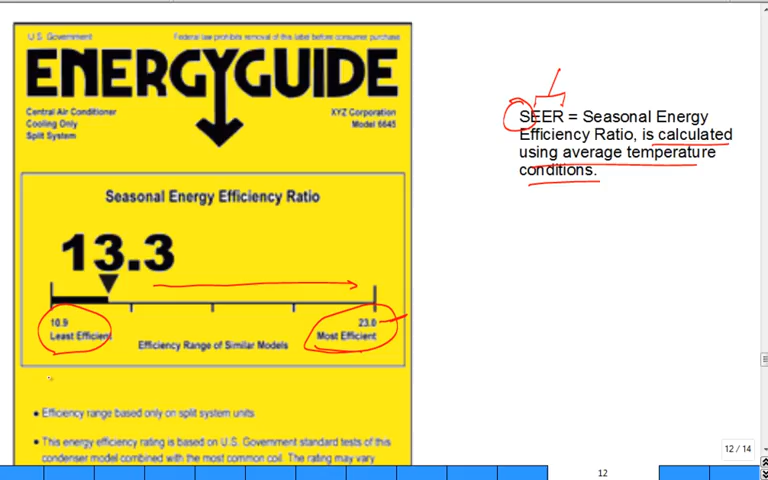 U.S. Government
Federal law prohibits removal of this label before consumer purchase
ENERGYGUIDE
Central Air Conditioner
Cooling Only
Split System
XYZ Corporation
Model 6645
Seasonal Energy Efficiency Ratio
13.3
10.9
Least Efficient
23.0
Most Efficient
Efficiency Range of Similar Models
• Efficiency range based only on split system units
• This energy efficiency rating is based on U.S. Government standard tests of this
condenser model combined with the most common coil. The rating may vary
SEER = Seasonal Energy
Efficiency Ratio, is calculated
using average temperature
conditions.
12 / 14
12